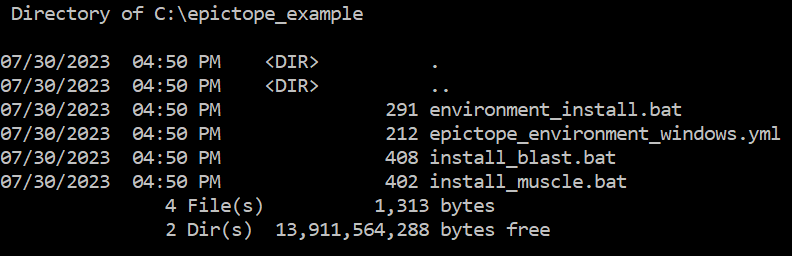 Directory of C:\epictope_example
07/30/2023  04:50 PM    <DIR>          .
07/30/2023  04:50 PM    <DIR>          ..
07/30/2023  04:50 PM               291 environment_install.bat
07/30/2023  04:50 PM               212 epictope_environment_windows.yml
07/30/2023  04:50 PM               408 install_blast.bat
07/30/2023  04:50 PM               402 install_muscle.bat
               4 File(s)          1,313 bytes
               2 Dir(s)  13,911,564,288 bytes free